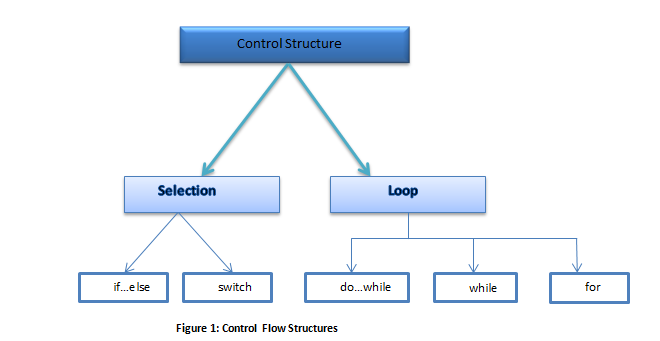 Control Structure
Selection
Loop
if...else
switch
do...while
while
for
Figure 1: Control Flow Structures